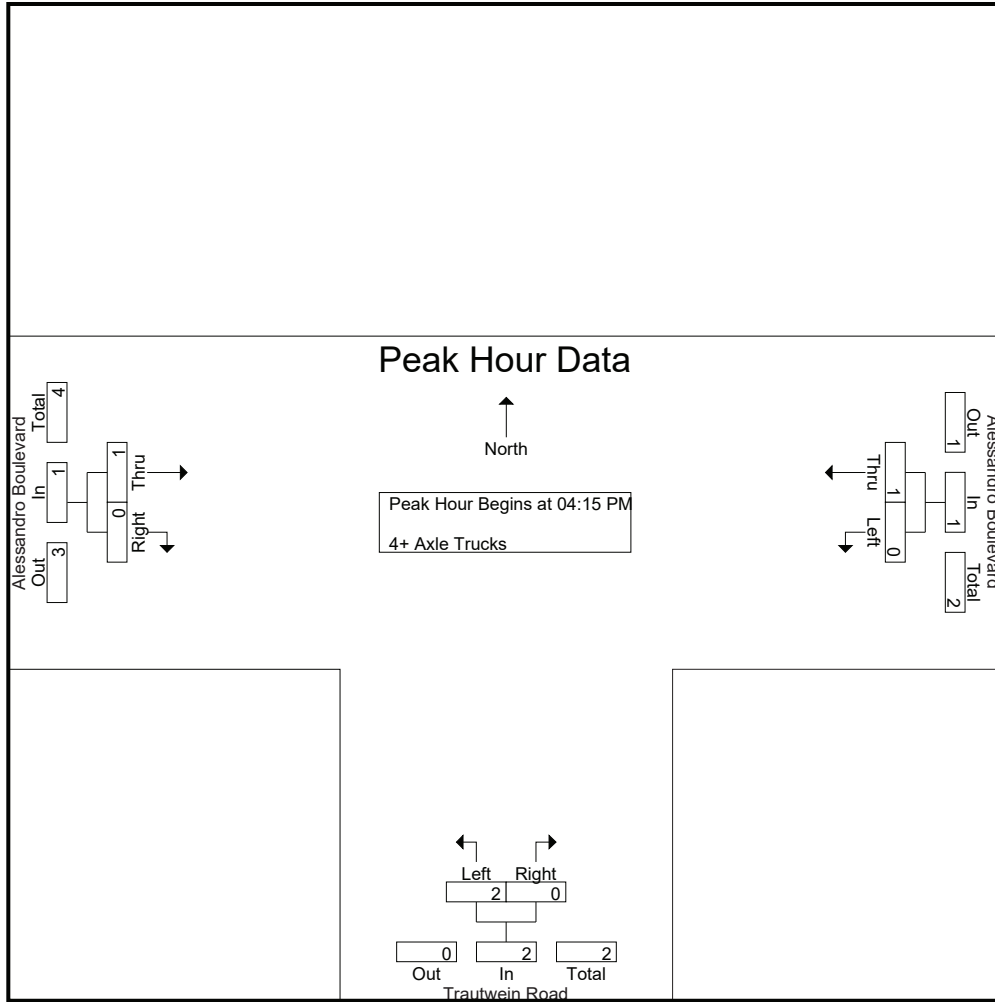 Peak Hour Data
North
Peak Hour Begins at 04:15 PM
4+ Axle Trucks
Alessandro Boulevard
Out
In
Total
3
1
4
Right
Thru
0
1
Alessandro Boulevard
Out
In
Total
1
1
2
Thru
Left
1
0
Left
Right
2
0
0
2
2
Out
In
Total
Trautwein Road